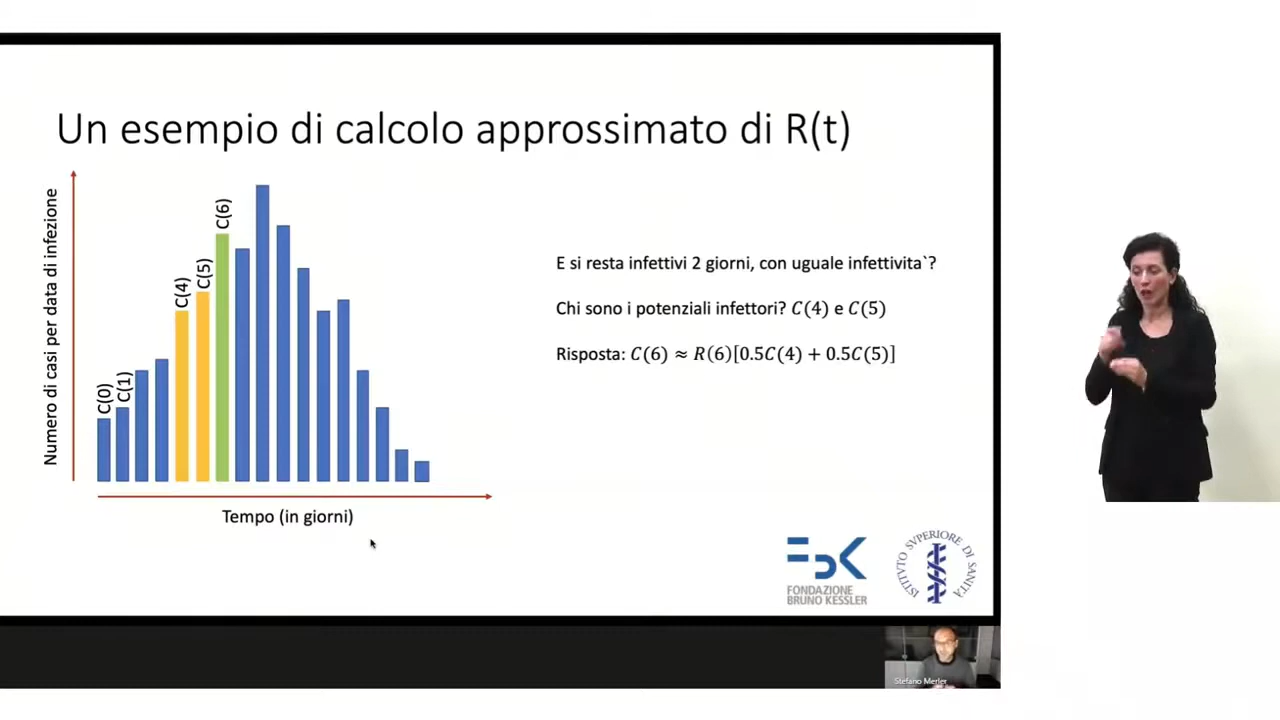 Un esempio di calcolo approssimato di R(t)
Numero di casi per data di infezione
C(0)
C(1)
C(4)
C(5)
C(6)
Tempo (in giorni)
E si resta infettivi 2 giorni, con uguale infettivita`?
Chi sono i potenziali infettori? C(4) e C(5)
Risposta: C(6) ≈ R(6)[0.5C(4) + 0.5C(5)]
FONDAZIONE
BRUNO KESSLER
ISTITUTO SVPERIORE DI SANITÀ
Stefano Merler